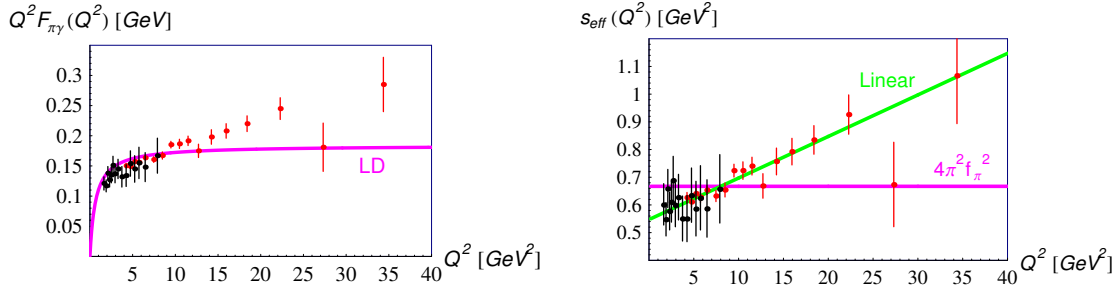 Q² F_πγ(Q²) [GeV]
0.3
0.25
0.2
0.15
0.1
0.05
LD
5 10 15 20 25 30 35 40
Q² [GeV²]
s_eff(Q²) [GeV²]
1.1
1
0.9
0.8
0.7
0.6
0.5
Linear
4π²f_π²
5 10 15 20 25 30 35 40
Q² [GeV²]